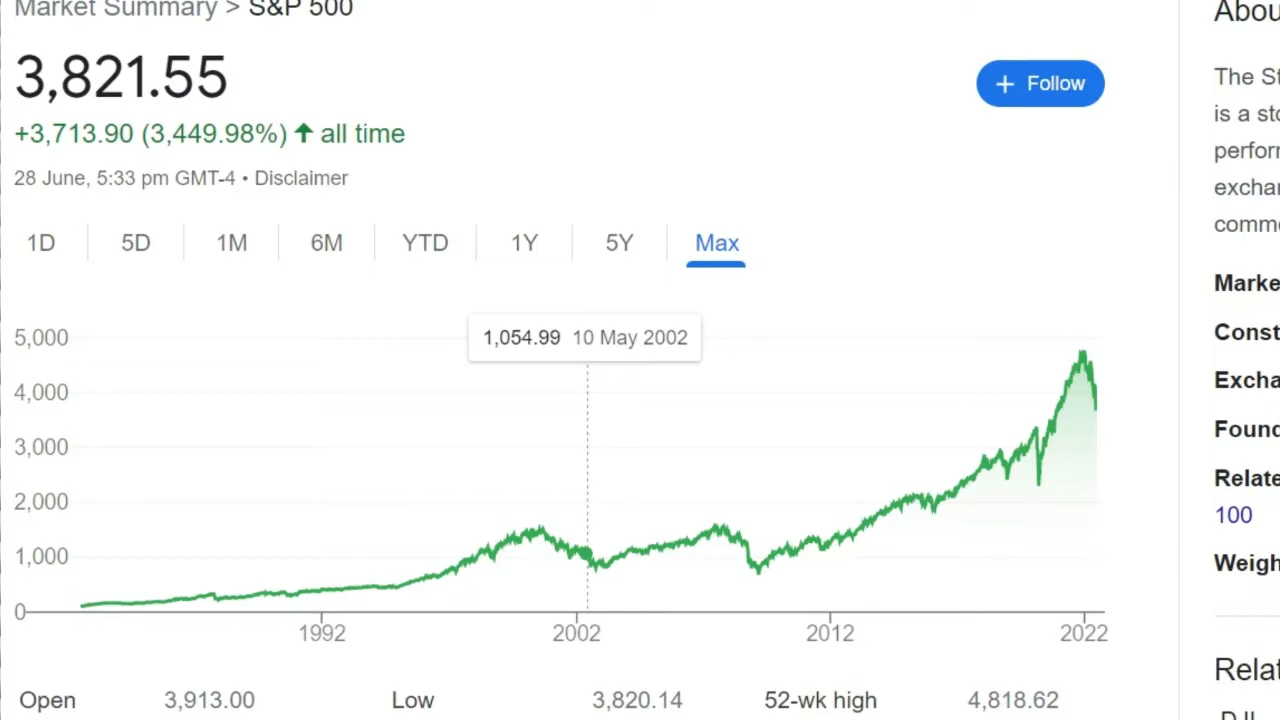 Market Summary > S&P 500
3,821.55
+ Follow
+3,713.90 (3,449.98%) ↑ all time
28 June, 5:33 pm GMT-4 • Disclaimer
1D 5D 1M 6M YTD 1Y 5Y Max
1,054.99 10 May 2002
5,000
4,000
3,000
2,000
1,000
0
1992 2002 2012 2022
Open 3,913.00 Low 3,820.14 52-wk high 4,818.62
The
is a
100